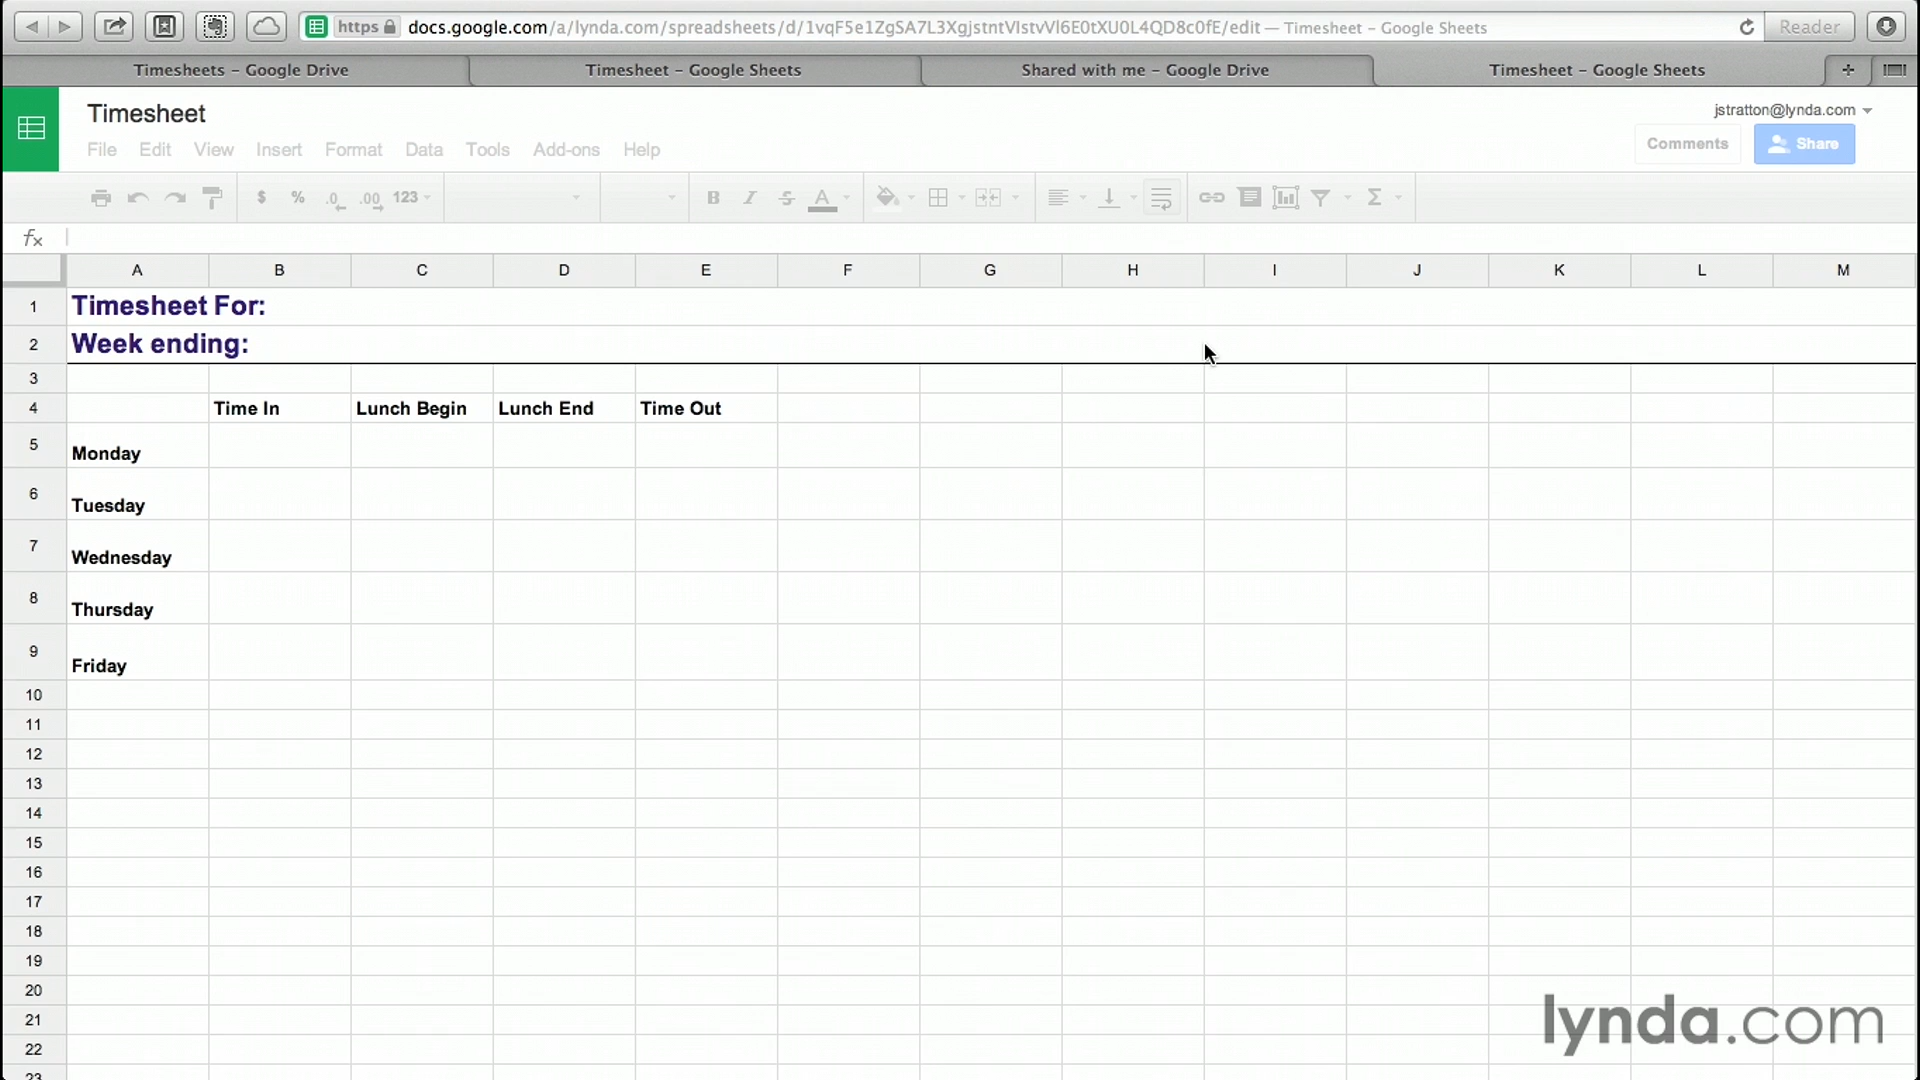 https docs.google.com/a/lynda.com/spreadsheets/d/1vqF5e1ZgSA7L3XgjstntVIstvVl6E0tXU0L4QD8c0fE/edit — Timesheet – Google Sheets Reader
Timesheets – Google Drive Timesheet – Google Sheets Shared with me – Google Drive Timesheet – Google Sheets +
Timesheet jstratton@lynda.com
File Edit View Insert Format Data Tools Add-ons Help Comments Share
$ % .0 .00 123 B I S A Σ
fx
A B C D E F G H I J K L M
1 Timesheet For:
2 Week ending:
3
4 Time In Lunch Begin Lunch End Time Out
5 Monday
6 Tuesday
7 Wednesday
8 Thursday
9 Friday
10
11
12
13
14
15
16
17
18
19
20
21
22
23
lynda.com